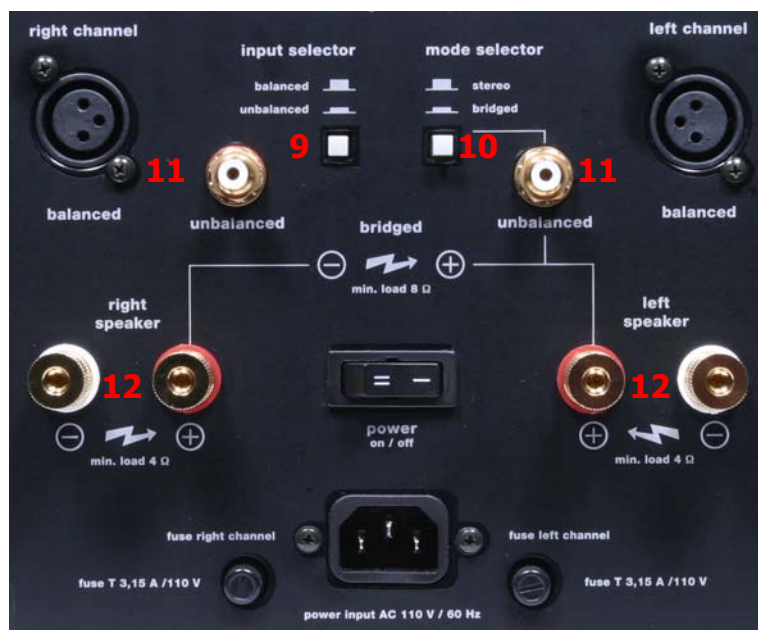 right channel
left channel
input selector
mode selector
balanced
stereo
unbalanced
bridged
9
10
11
11
balanced
unbalanced
unbalanced
balanced
bridged
min. load 8 Ω
right
speaker
left
speaker
12
12
min. load 4 Ω
min. load 4 Ω
power
on / off
fuse right channel
fuse left channel
fuse T 3,15 A /110 V
fuse T 3,15 A /110 V
power input AC 110 V / 60 Hz